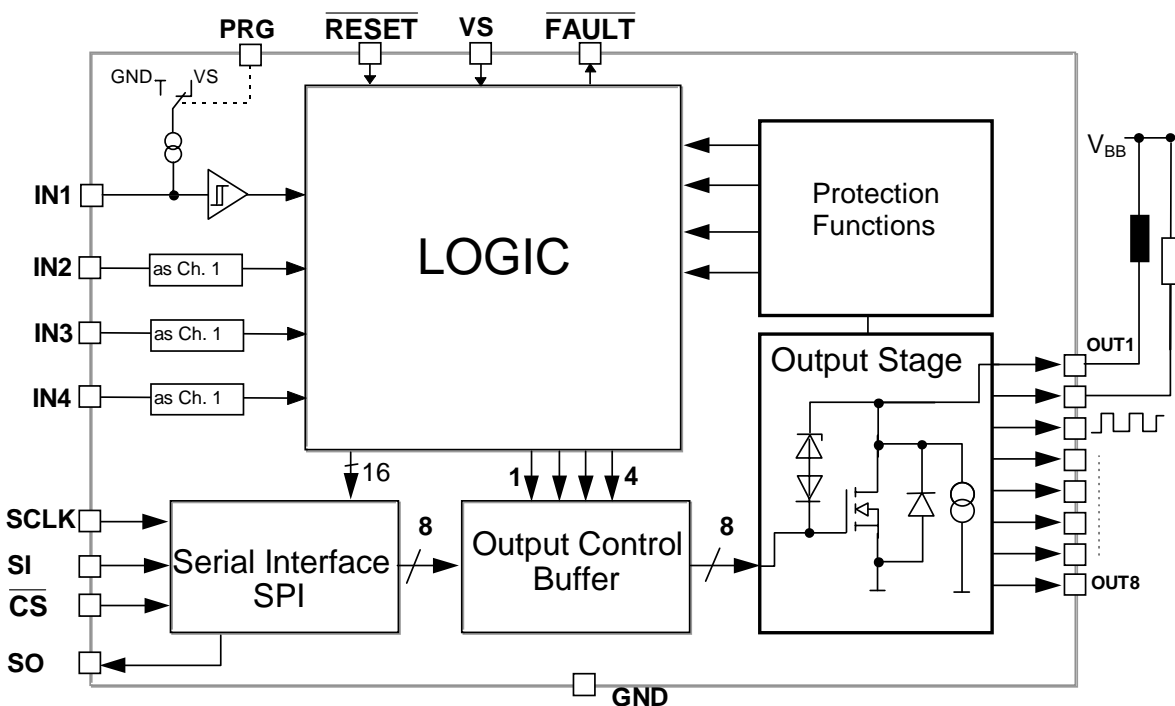 PRG
RESET
VS
FAULT
GND
VS
IN1
IN2
as Ch. 1
IN3
as Ch. 1
IN4
as Ch. 1
LOGIC
Protection
Functions
VBB
Output Stage
OUT1
OUT8
16
1
4
SCLK
SI
CS
SO
Serial Interface
SPI
8
Output Control
Buffer
8
GND